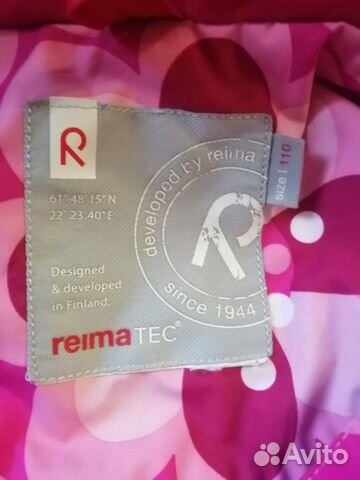 R
61° 48'15"N
22° 23'40"E
Designed
& developed
in Finland.
reimaTEC®
developed by reima
R
since 1944
size | 110
Avito